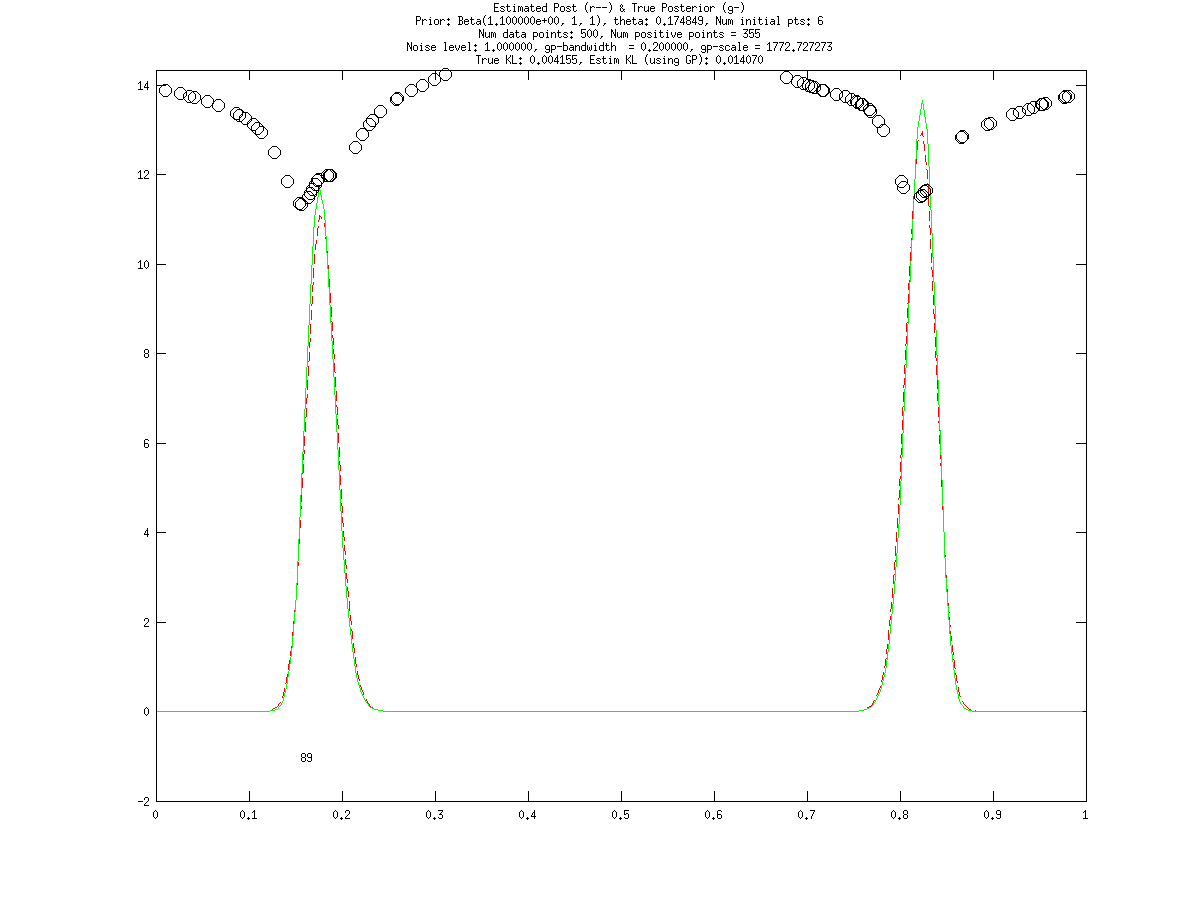 Estimated Post (r--) & True Posterior (g-)
Prior: Beta(1.100000e+00, 1, 1), theta: 0.174849, Num initial pts: 6
Num data points: 500, Num positive points = 355
Noise level: 1.000000, gp-bandwidth  = 0.200000, gp-scale = 1772.727273
True KL: 0.004155, Estim KL (using GP): 0.014070
14
12
10
8
6
4
2
0
89
-2
0 0.1 0.2 0.3 0.4 0.5 0.6 0.7 0.8 0.9 1